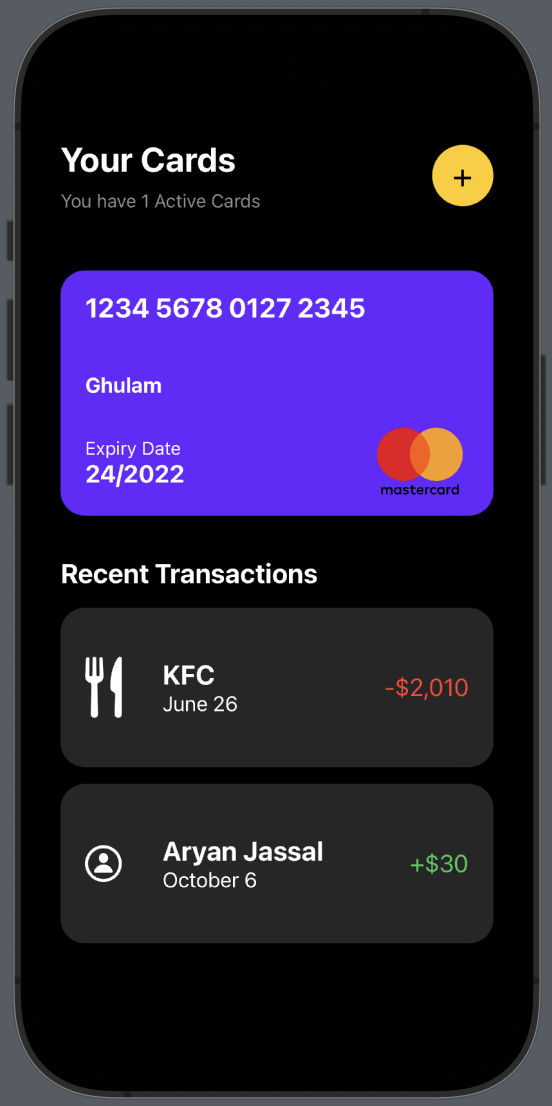 Your Cards
You have 1 Active Cards
+
1234 5678 0127 2345
Ghulam
Expiry Date
24/2022
mastercard
Recent Transactions
KFC
June 26
-$2,010
Aryan Jassal
October 6
+$30